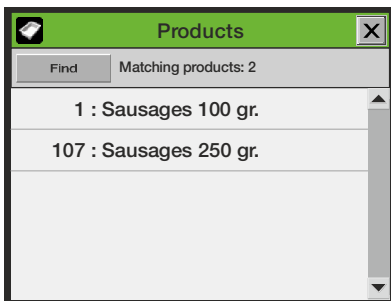 Products
Find Matching products: 2
1 : Sausages 100 gr.
107 : Sausages 250 gr.